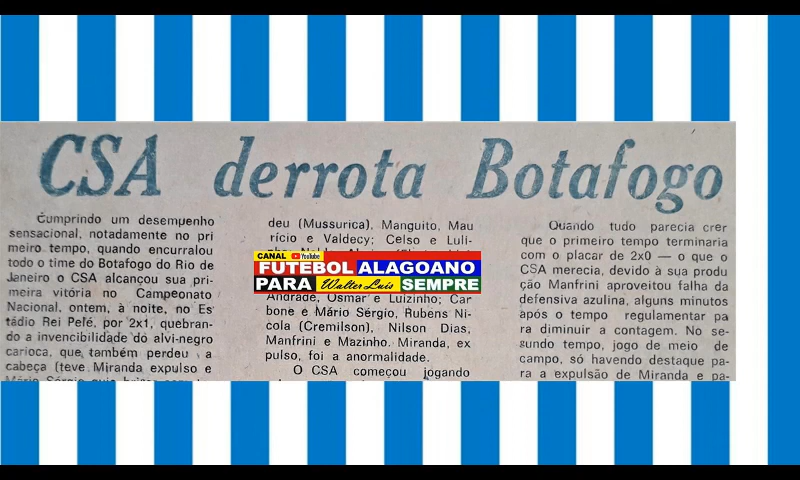 CSA derrota Botafogo
Cumprindo um desempenho
sensacional, notadamente no pri
meiro tempo, quando encurralou
todo o time do Botafogo do Rio de
Janeiro o CSA alcançou sua pri-
meira vitória no Campeonato
Nacional, ontem, à noite, no Es
tádio Rei Pelé, por 2x1, quebran-
do a invencibilidade do alvi-negro
carioca, que também perdeu a
cabeça (teve Miranda expulso e
deu (Mussurica), Manguito, Mau
rício e Valdecy; Celso e Luli-
CANAL YouTube
FUTEBOL ALAGOANO
PARA Walter Luis SEMPRE
Andrade, Osmar e Luizinho; Car
bone e Mário Sérgio, Rubens Ni-
cola (Cremilson), Nilson Dias,
Manfrini e Mazinho. Miranda, ex
pulso, foi a anormalidade.
O CSA começou jogando
Quando tudo parecia crer
que o primeiro tempo terminaria
com o placar de 2x0 — o que o
CSA merecia, devido à sua produ
ção Manfrini aproveitou falha da
defensiva azulina, alguns minutos
após o tempo regulamentar pa
ra diminuir a contagem. No se-
gundo tempo, jogo de meio de
campo, só havendo destaque pa-
ra a expulsão de Miranda e pa-